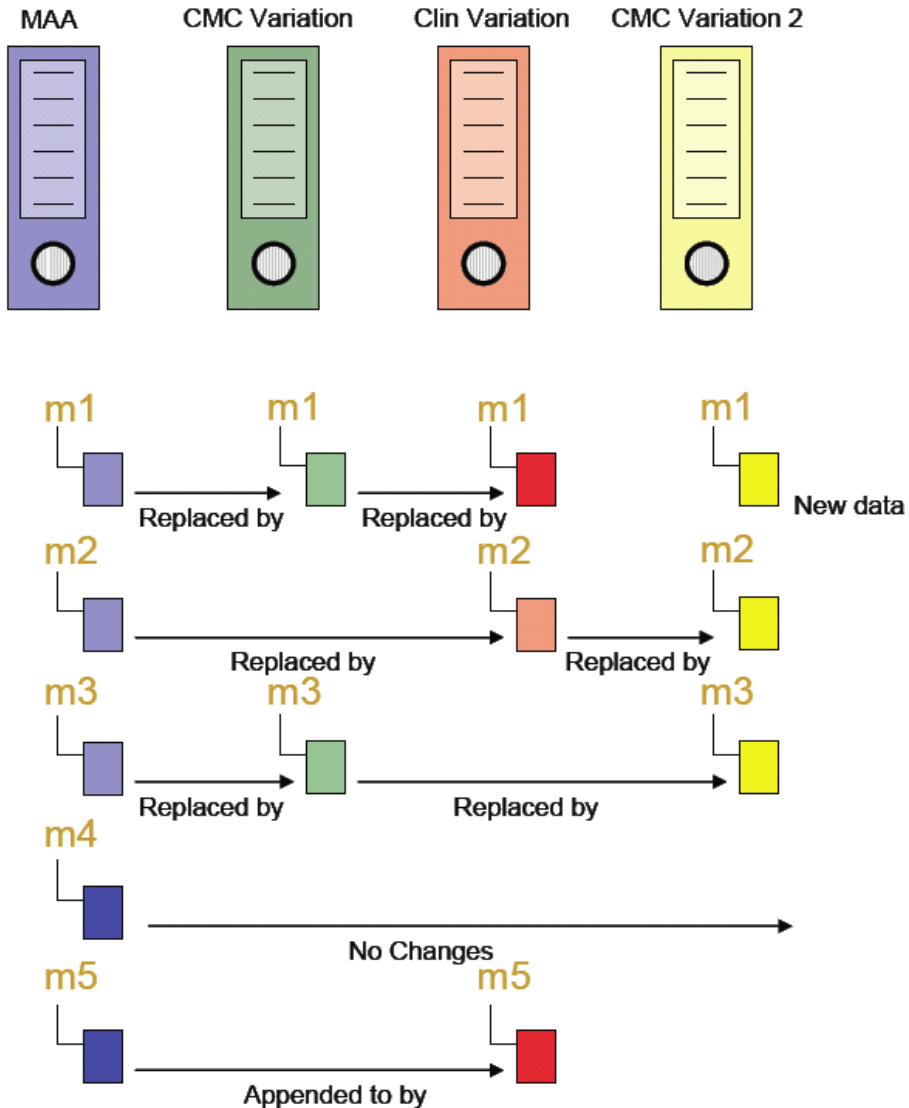 MAA CMC Variation Clin Variation CMC Variation 2
m1 m1 m1 m1
New data
Replaced by Replaced by
m2 m2 m2
Replaced by Replaced by
m3 m3 m3
Replaced by Replaced by
m4
No Changes
m5 m5
Appended to by